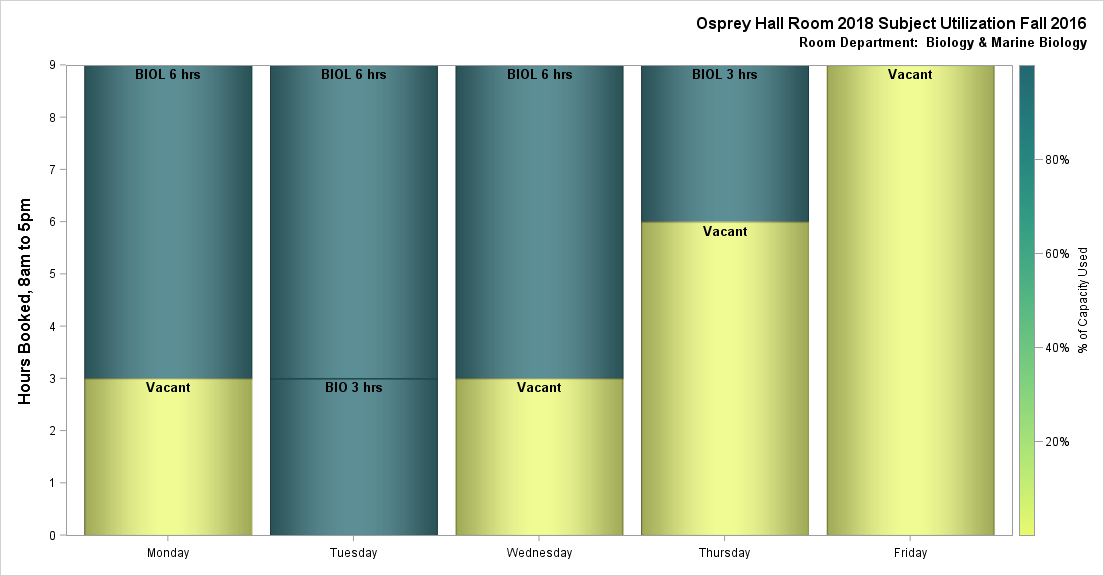 Osprey Hall Room 2018 Subject Utilization Fall 2016
Room Department:  Biology & Marine Biology
Hours Booked, 8am to 5pm
9
8
7
6
5
4
3
2
1
0
BIOL 6 hrs
Vacant
BIOL 6 hrs
BIO 3 hrs
BIOL 6 hrs
Vacant
BIOL 3 hrs
Vacant
Vacant
Monday
Tuesday
Wednesday
Thursday
Friday
80%
60%
40%
20%
% of Capacity Used